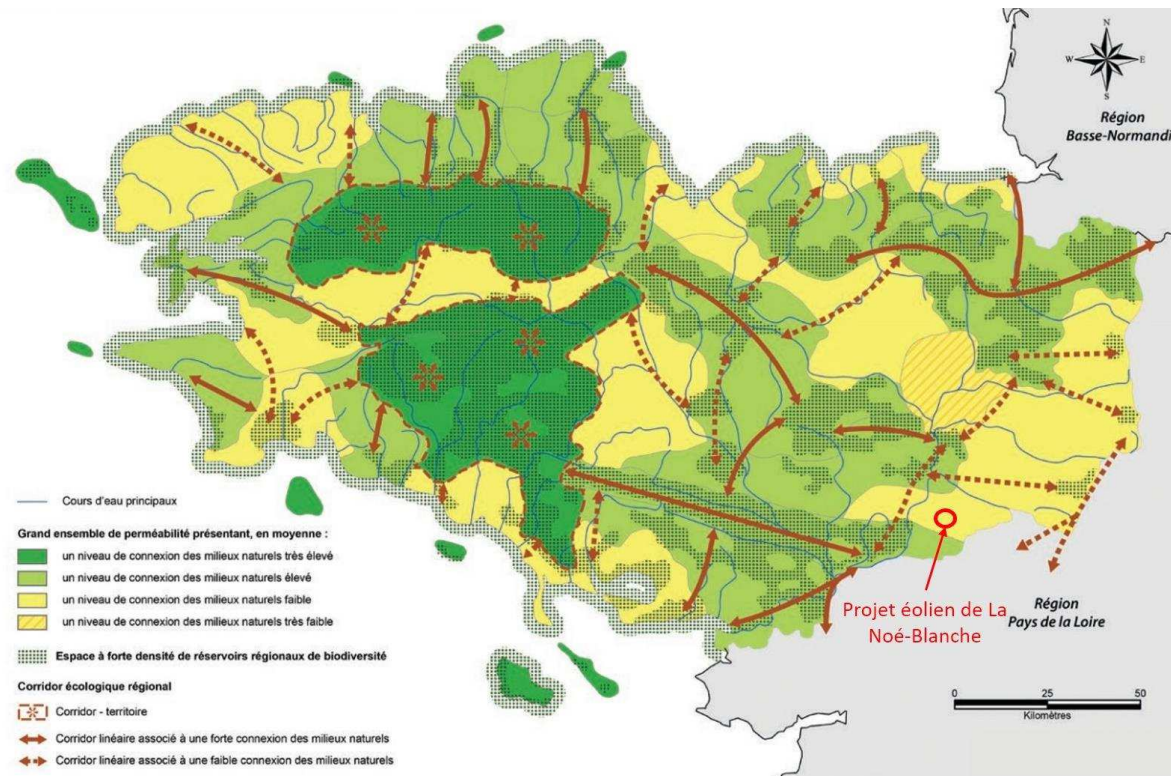 N
W
E
S
Région
Basse-Normandi
Cours d'eau principaux
Grand ensemble de perméabilité présentant, en moyenne :
un niveau de connexion des milieux naturels très élevé
un niveau de connexion des milieux naturels élevé
un niveau de connexion des milieux naturels faible
un niveau de connexion des milieux naturels très faible
Espace à forte densité de réservoirs régionaux de biodiversité
Corridor écologique régional
Corridor - territoire
Corridor linéaire associé à une forte connexion des milieux naturels
Corridor linéaire associé à une faible connexion des milieux naturels
Projet éolien de La
Noé-Blanche
Région
Pays de la Loire
0 25 50
Kilomètres